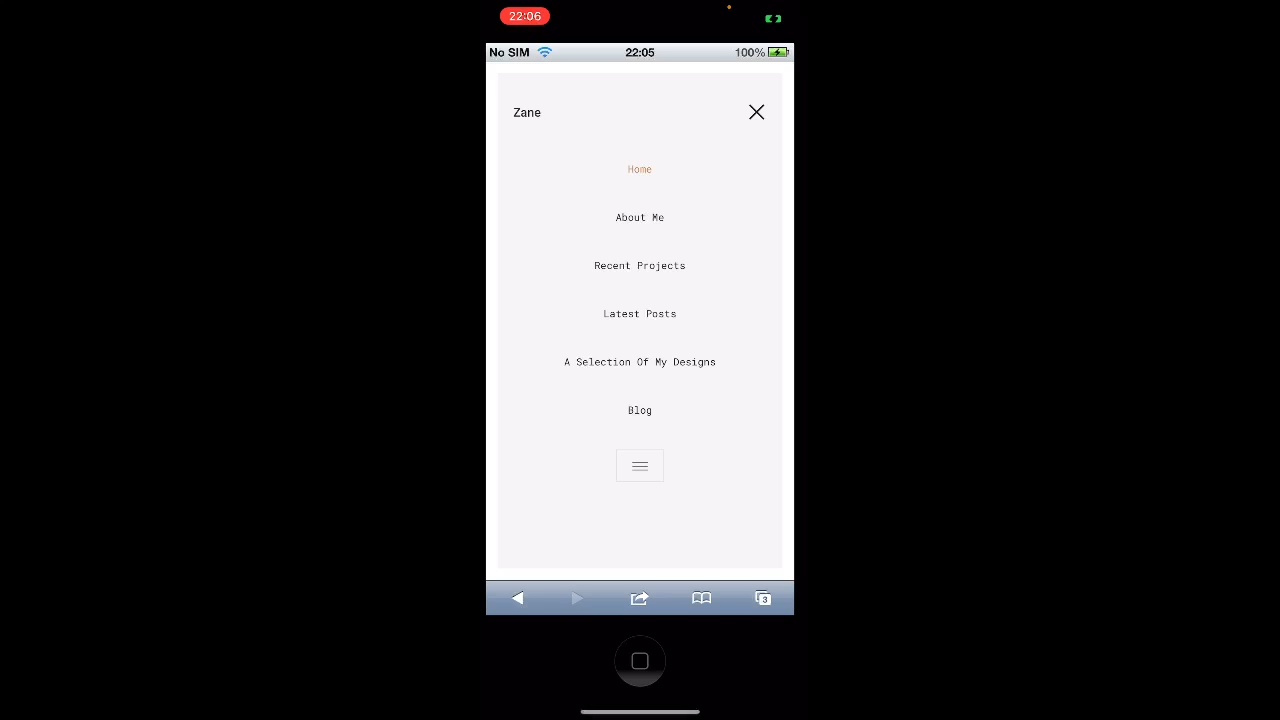 22:06
No SIM 22:05 100%
Zane
Home
About Me
Recent Projects
Latest Posts
A Selection Of My Designs
Blog
3